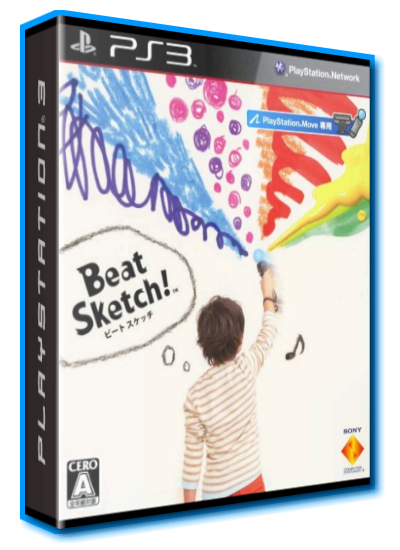 PS3
PlayStation®Network
PlayStation®Move 専用
Beat
Sketch!™
ビートスケッチ
PLAYSTATION®3
CERO
A
SONY